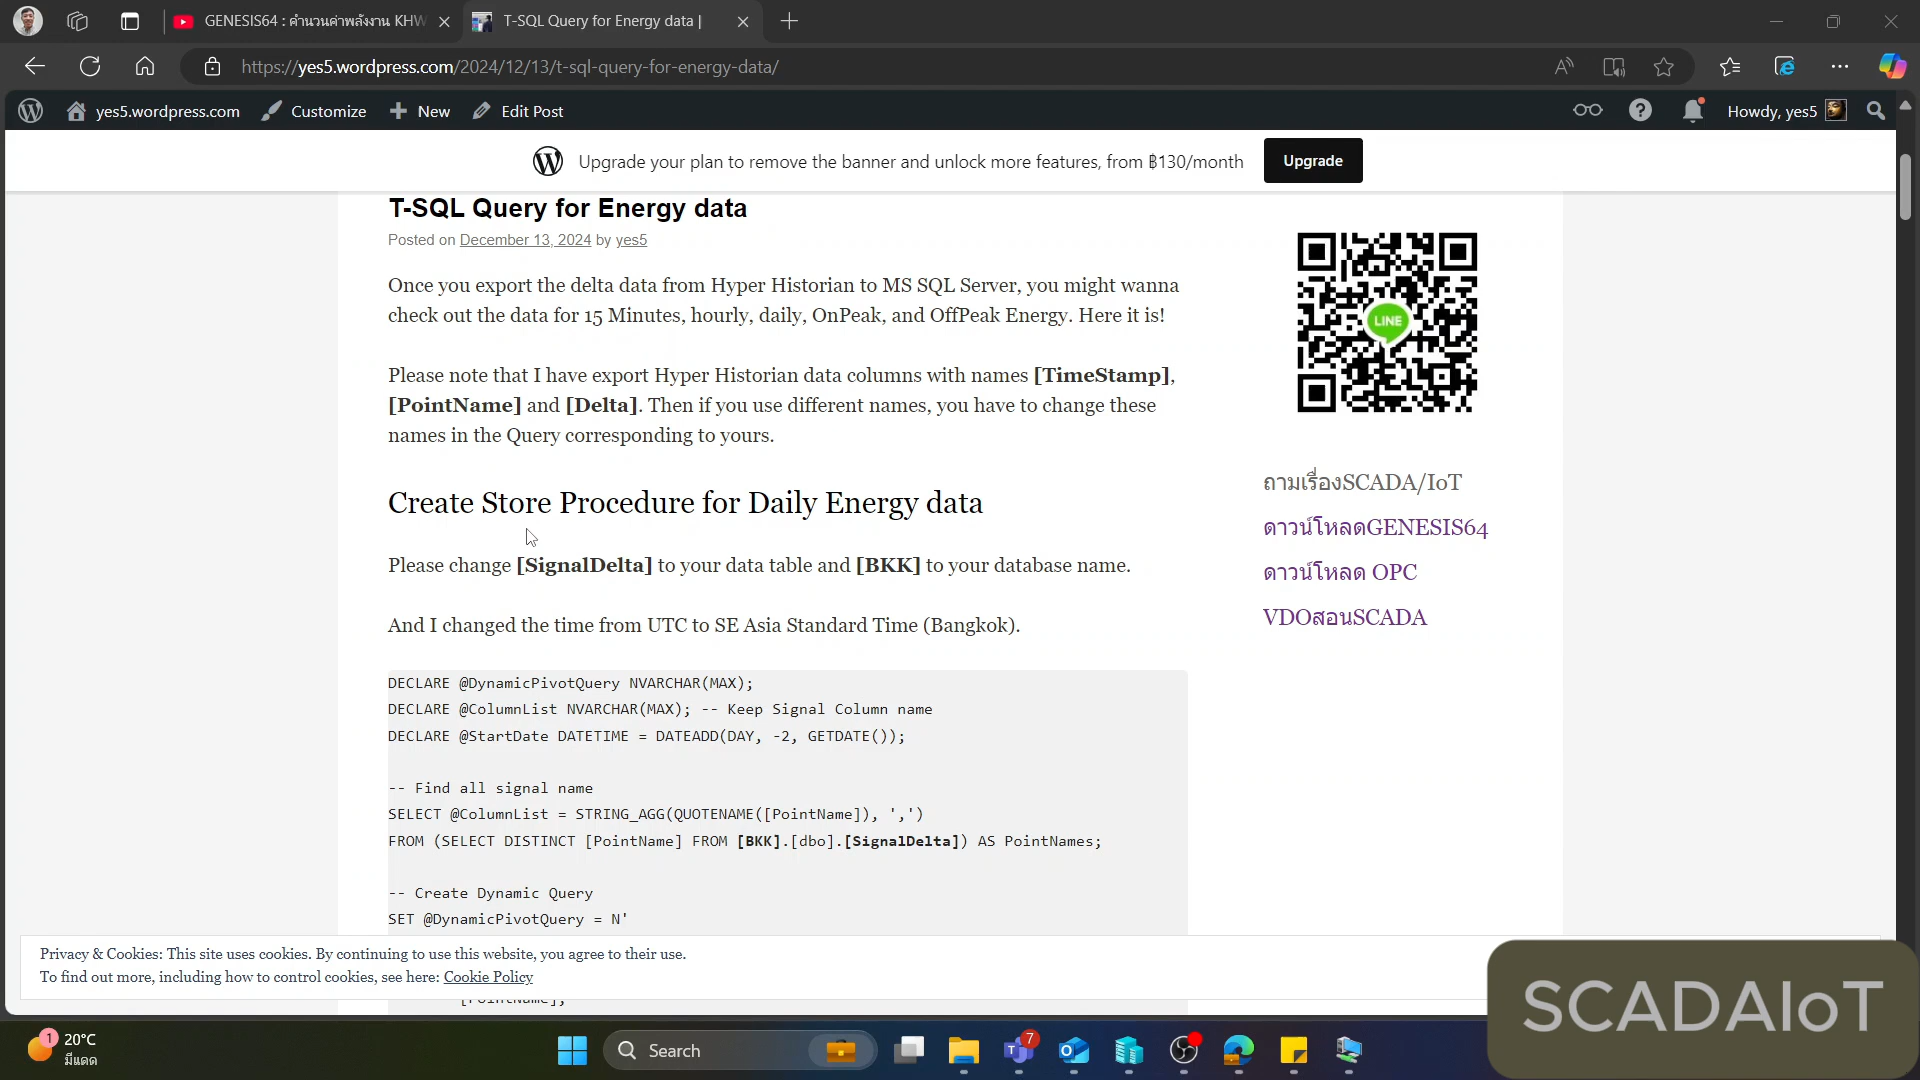 GENESIS64 : คำนวนค่าพลังงาน KHW
T-SQL Query for Energy data |
https://yes5.wordpress.com/2024/12/13/t-sql-query-for-energy-data/
yes5.wordpress.com
Customize
New
Edit Post
Howdy, yes5
Upgrade your plan to remove the banner and unlock more features, from ฿130/month
Upgrade
T-SQL Query for Energy data
Posted on December 13, 2024 by yes5
Once you export the delta data from Hyper Historian to MS SQL Server, you might wanna
check out the data for 15 Minutes, hourly, daily, OnPeak, and OffPeak Energy. Here it is!
Please note that I have export Hyper Historian data columns with names [TimeStamp],
[PointName] and [Delta]. Then if you use different names, you have to change these
names in the Query corresponding to yours.
Create Store Procedure for Daily Energy data
Please change [SignalDelta] to your data table and [BKK] to your database name.
And I changed the time from UTC to SE Asia Standard Time (Bangkok).
DECLARE @DynamicPivotQuery NVARCHAR(MAX);
DECLARE @ColumnList NVARCHAR(MAX); -- Keep Signal Column name
DECLARE @StartDate DATETIME = DATEADD(DAY, -2, GETDATE());
-- Find all signal name
SELECT @ColumnList = STRING_AGG(QUOTENAME([PointName]), ',')
FROM (SELECT DISTINCT [PointName] FROM [BKK].[dbo].[SignalDelta]) AS PointNames;
-- Create Dynamic Query
SET @DynamicPivotQuery = N'
[PointName],
LINE
ถามเรื่องSCADA/IoT
ดาวน์โหลดGENESIS64
ดาวน์โหลด OPC
VDOสอนSCADA
Privacy & Cookies: This site uses cookies. By continuing to use this website, you agree to their use.
To find out more, including how to control cookies, see here: Cookie Policy
SCADAIoT
1
20°C
มีแดด
Search
7